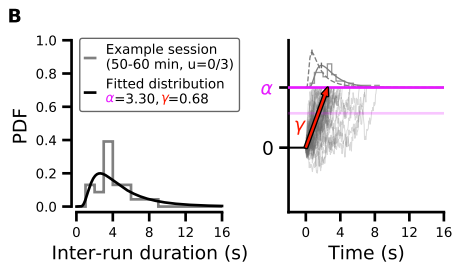 B
1.0
0.8
0.6
0.4
0.2
0.0
PDF
Example session
(50-60 min, u=0/3)
Fitted distribution
α=3.30, γ=0.68
0 4 8 12 16
Inter-run duration (s)
α
γ
0
0 4 8 12 16
Time (s)